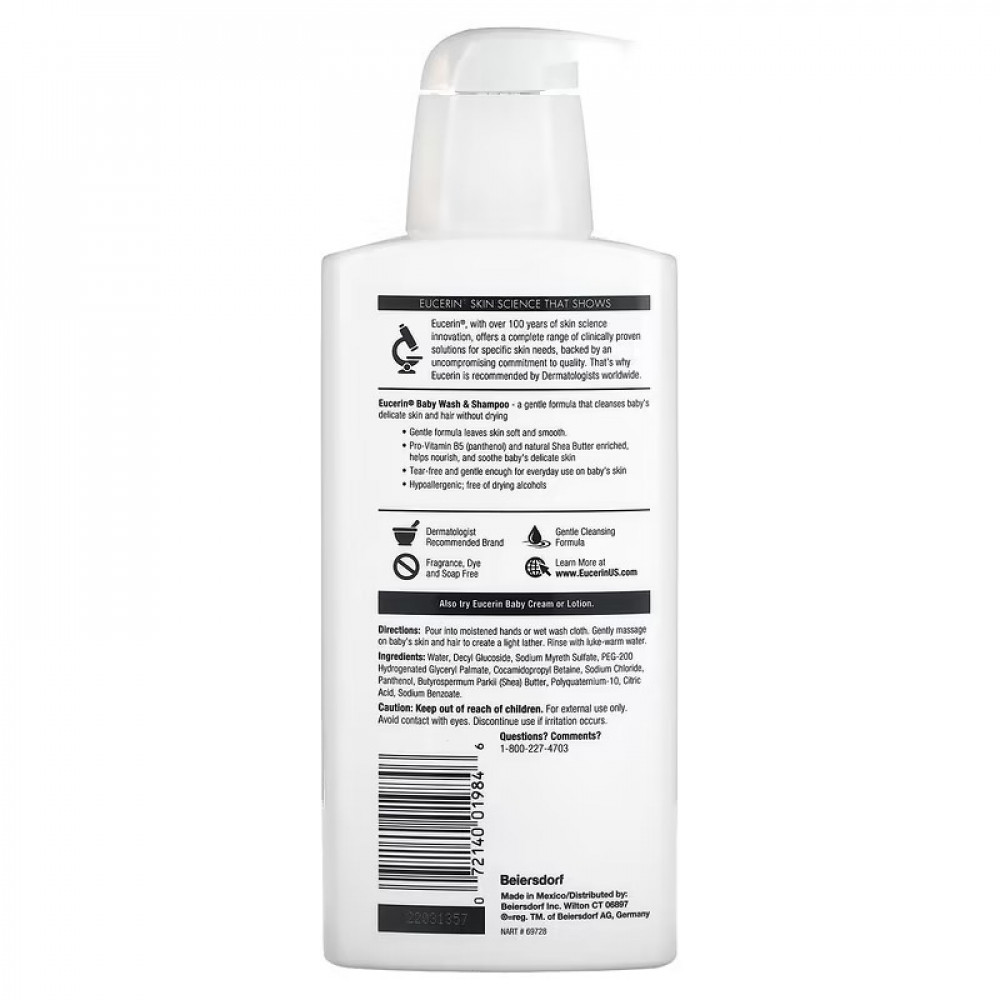 EUCERIN® SKIN SCIENCE THAT SHOWS
Eucerin®, with over 100 years of skin science
innovation, offers a complete range of clinically proven
solutions for specific skin needs, backed by an
uncompromising commitment to quality. That's why
Eucerin is recommended by Dermatologists worldwide.
Eucerin® Baby Wash & Shampoo - a gentle formula that cleanses baby's
delicate skin and hair without drying
• Gentle formula leaves skin soft and smooth.
• Pro-Vitamin B5 (panthenol) and natural Shea Butter enriched,
helps nourish, and soothe baby's delicate skin
• Tear-free and gentle enough for everyday use on baby's skin
• Hypoallergenic; free of drying alcohols
Dermatologist
Recommended Brand
Gentle Cleansing
Formula
Fragrance, Dye
and Soap Free
Learn More at
www.EucerinUS.com
Also try Eucerin Baby Cream or Lotion.
Directions: Pour into moistened hands or wet wash cloth. Gently massage
on baby's skin and hair to create a light lather. Rinse with luke-warm water.
Ingredients: Water, Decyl Glucoside, Sodium Myreth Sulfate, PEG-200
Hydrogenated Glyceryl Palmate, Cocamidopropyl Betaine, Sodium Chloride,
Panthenol, Butyrospermum Parkii (Shea) Butter, Polyquaternium-10, Citric
Acid, Sodium Benzoate.
Caution: Keep out of reach of children. For external use only.
Avoid contact with eyes. Discontinue use if irritation occurs.
Questions? Comments?
1-800-227-4703
0 72140 01984 6
22031357
Beiersdorf
Made in Mexico/Distributed by:
Beiersdorf Inc. Wilton CT 06897
®=reg. TM. of Beiersdorf AG, Germany
NART # 69728